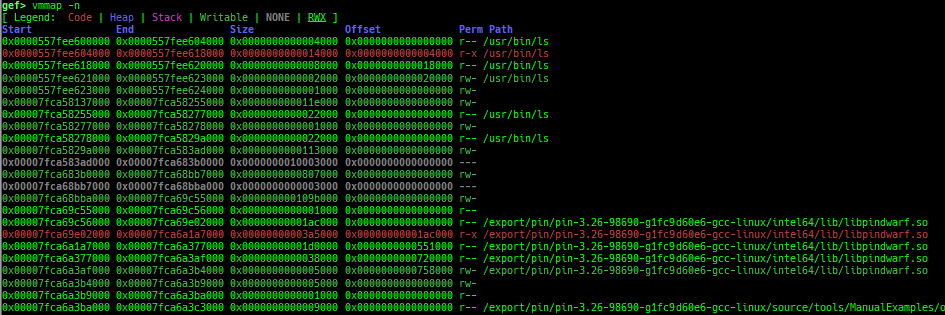 gef> vmmap -n
[ Legend:  Code | Heap | Stack | Writable | NONE | RWX ]
Start End Size Offset Perm Path
0x0000557fee600000 0x0000557fee604000 0x0000000000004000 0x0000000000000000 r-- /usr/bin/ls
0x0000557fee604000 0x0000557fee618000 0x0000000000014000 0x0000000000004000 r-x /usr/bin/ls
0x0000557fee618000 0x0000557fee620000 0x0000000000008000 0x0000000000018000 r-- /usr/bin/ls
0x0000557fee621000 0x0000557fee623000 0x0000000000002000 0x0000000000020000 rw- /usr/bin/ls
0x0000557fee623000 0x0000557fee624000 0x0000000000001000 0x0000000000000000 rw-
0x00007fca58137000 0x00007fca58255000 0x000000000011e000 0x0000000000000000 rw-
0x00007fca58255000 0x00007fca58277000 0x0000000000022000 0x0000000000000000 r-- /usr/bin/ls
0x00007fca58277000 0x00007fca58278000 0x0000000000001000 0x0000000000000000 rw-
0x00007fca58278000 0x00007fca5829a000 0x0000000000022000 0x0000000000000000 r-- /usr/bin/ls
0x00007fca5829a000 0x00007fca583ad000 0x0000000000113000 0x0000000000000000 rw-
0x00007fca583ad000 0x00007fca683b0000 0x0000000010003000 0x0000000000000000 ---
0x00007fca683b0000 0x00007fca68bb7000 0x0000000000807000 0x0000000000000000 rw-
0x00007fca68bb7000 0x00007fca68bba000 0x0000000000003000 0x0000000000000000 ---
0x00007fca68bba000 0x00007fca69c55000 0x000000000109b000 0x0000000000000000 rw-
0x00007fca69c55000 0x00007fca69c56000 0x0000000000001000 0x0000000000000000 r--
0x00007fca69c56000 0x00007fca69e02000 0x00000000001ac000 0x0000000000000000 r-- /export/pin/pin-3.26-98690-g1fc9d60e6-gcc-linux/intel64/lib/libpindwarf.so
0x00007fca69e02000 0x00007fca6a1a7000 0x00000000003a5000 0x00000000001ac000 r-x /export/pin/pin-3.26-98690-g1fc9d60e6-gcc-linux/intel64/lib/libpindwarf.so
0x00007fca6a1a7000 0x00007fca6a377000 0x00000000001d0000 0x0000000000551000 r-- /export/pin/pin-3.26-98690-g1fc9d60e6-gcc-linux/intel64/lib/libpindwarf.so
0x00007fca6a377000 0x00007fca6a3af000 0x0000000000038000 0x0000000000720000 r-- /export/pin/pin-3.26-98690-g1fc9d60e6-gcc-linux/intel64/lib/libpindwarf.so
0x00007fca6a3af000 0x00007fca6a3b4000 0x0000000000005000 0x0000000000758000 rw- /export/pin/pin-3.26-98690-g1fc9d60e6-gcc-linux/intel64/lib/libpindwarf.so
0x00007fca6a3b4000 0x00007fca6a3b9000 0x0000000000005000 0x0000000000000000 rw-
0x00007fca6a3b9000 0x00007fca6a3ba000 0x0000000000001000 0x0000000000000000 r--
0x00007fca6a3ba000 0x00007fca6a3c3000 0x0000000000009000 0x0000000000000000 r-- /export/pin/pin-3.26-98690-g1fc9d60e6-gcc-linux/source/tools/ManualExamples/o